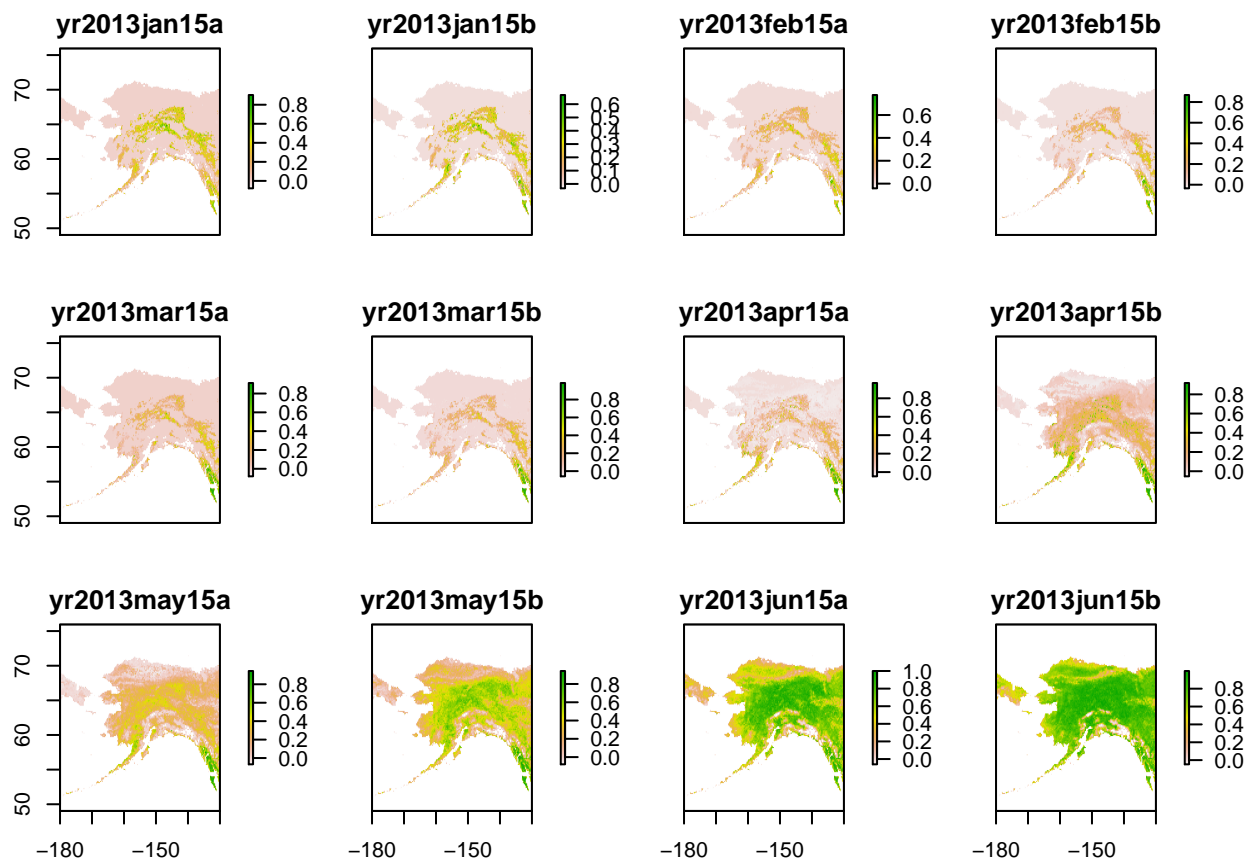 yr2013jan15a yr2013jan15b yr2013feb15a yr2013feb15b
50 60 70
0.0 0.2 0.4 0.6 0.8
0.0 0.1 0.2 0.3 0.4 0.5 0.6
0.0 0.2 0.4 0.6
0.0 0.2 0.4 0.6 0.8
yr2013mar15a yr2013mar15b yr2013apr15a yr2013apr15b
50 60 70
0.0 0.2 0.4 0.6 0.8
0.0 0.2 0.4 0.6 0.8
0.0 0.2 0.4 0.6 0.8
0.0 0.2 0.4 0.6 0.8
yr2013may15a yr2013may15b yr2013jun15a yr2013jun15b
50 60 70
0.0 0.2 0.4 0.6 0.8
0.0 0.2 0.4 0.6 0.8
0.0 0.2 0.4 0.6 0.8 1.0
0.0 0.2 0.4 0.6 0.8
−180 −150 −180 −150 −180 −150 −180 −150